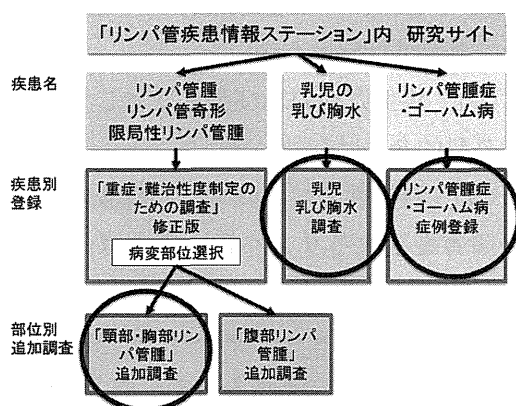 「リンパ管疾患情報ステーション」内 研究サイト
疾患名
リンパ管腫
リンパ管奇形
限局性リンパ管腫
乳児の
乳び胸水
リンパ管腫症
・ゴーハム病
疾患別
登録
「重症・難治性度制定の
ための調査」
修正版
病変部位選択
乳児
乳び胸水
調査
リンパ管腫症
・ゴーハム病
症例登録
部位別
追加調査
「頸部・胸部リン
パ管腫」
追加調査
「腹部リンパ
管腫」
追加調査